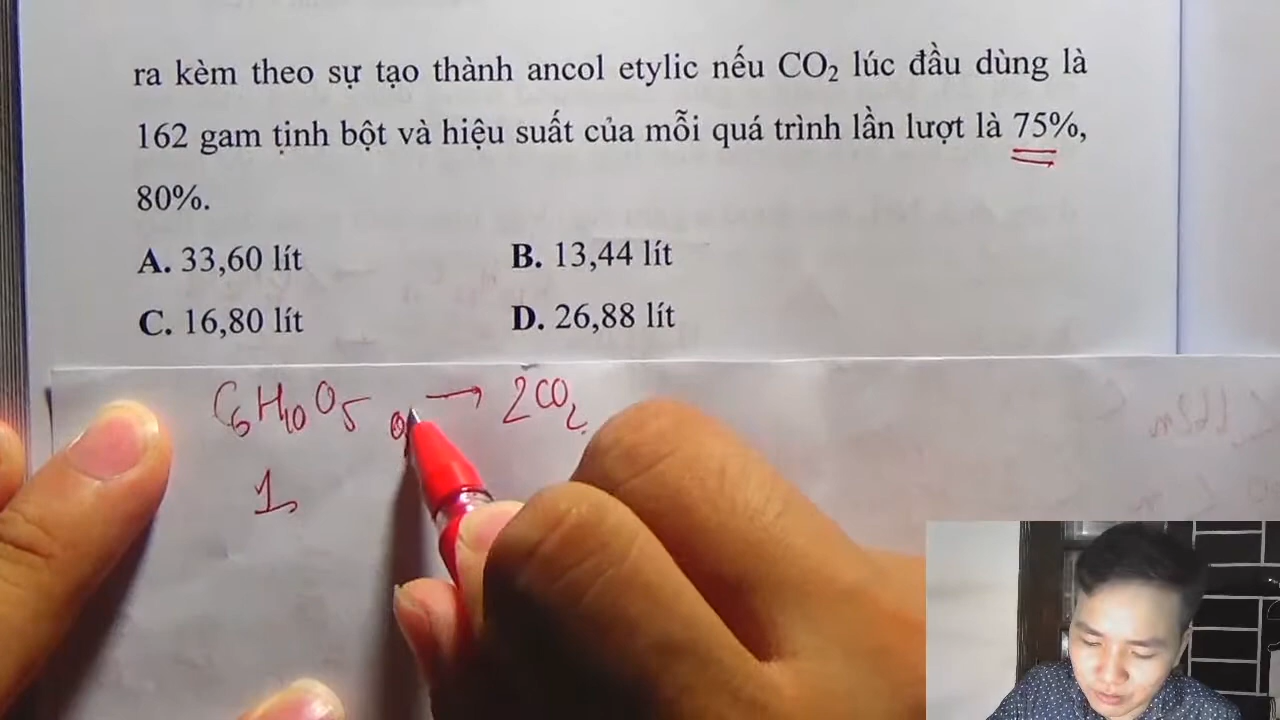 ra kèm theo sự tạo thành ancol etylic nếu CO₂ lúc đầu dùng là
162 gam tinh bột và hiệu suất của mỗi quá trình lần lượt là 75%,
80%.
A. 33,60 lít
B. 13,44 lít
C. 16,80 lít
D. 26,88 lít
C₆H₁₀O₅ → 2CO₂
1